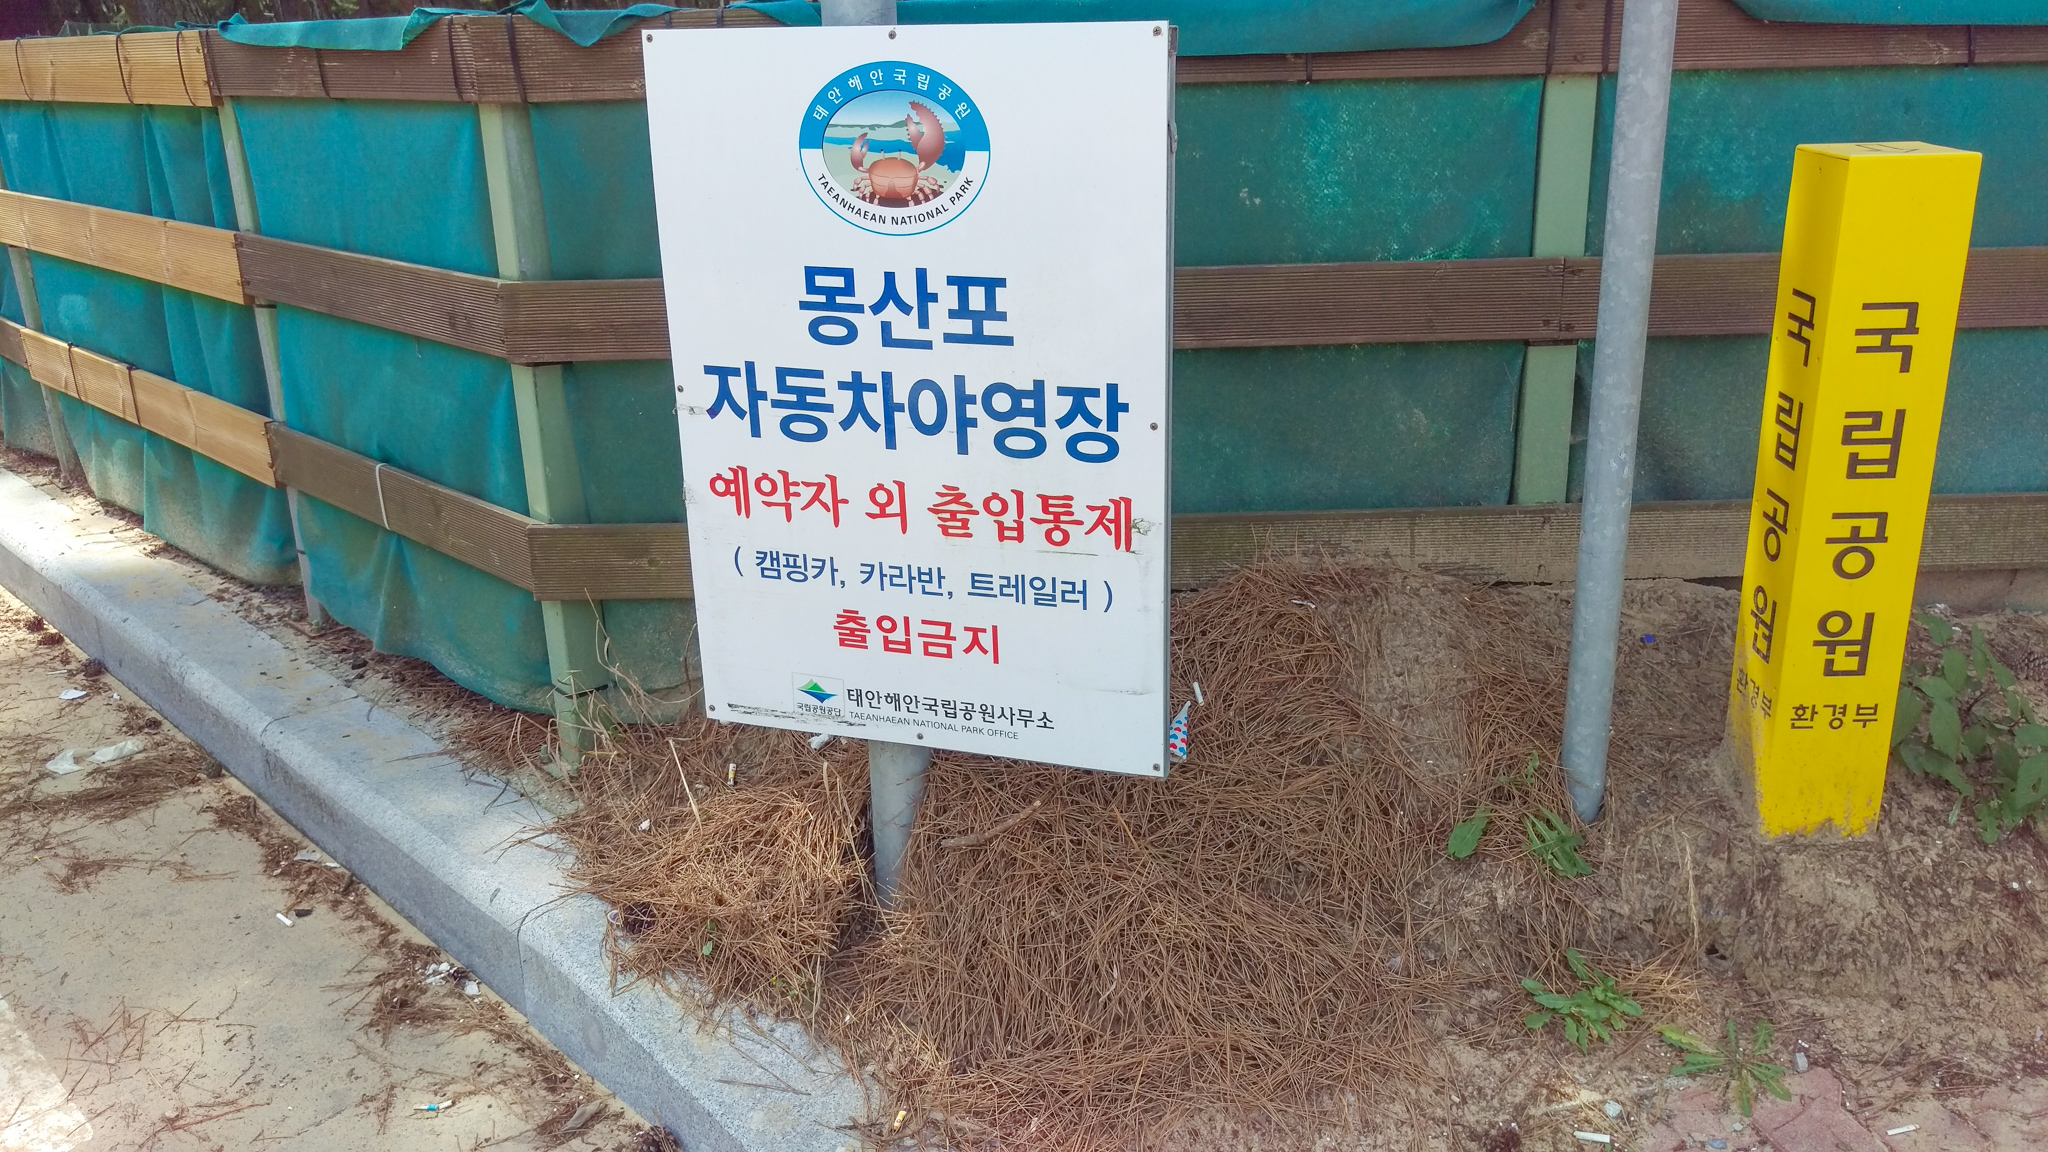 태안해안국립공원
TAEANHAEAN NATIONAL PARK
몽산포
자동차야영장
예약자 외 출입통제
( 캠핑카, 카라반, 트레일러 )
출입금지
국립공원공단
태안해안국립공원사무소
TAEANHAEAN NATIONAL PARK OFFICE
국립공원
환경부
국립공원
환경부